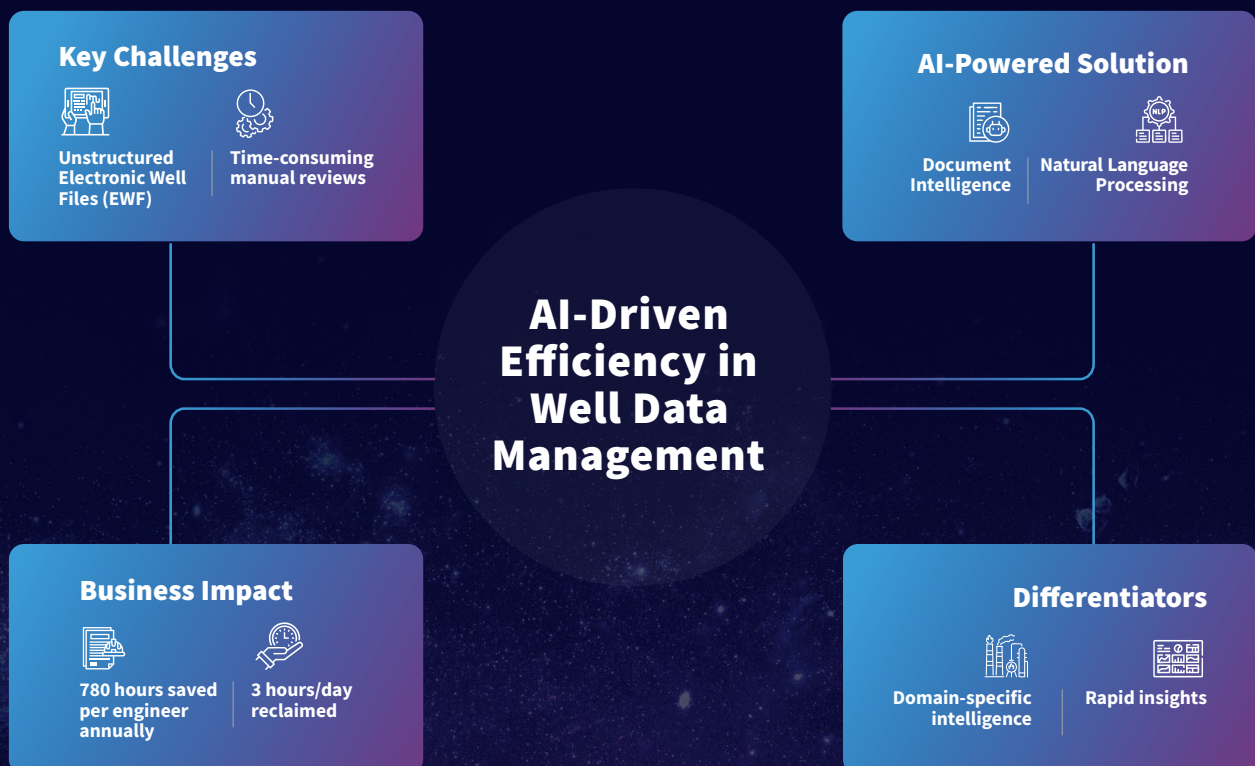 Key Challenges
Unstructured
Electronic Well
Files (EWF)
Time-consuming
manual reviews
AI-Powered Solution
Document
Intelligence
NLP
Natural Language
Processing
AI-Driven
Efficiency in
Well Data
Management
Business Impact
780 hours saved
per engineer
annually
3 hours/day
reclaimed
Differentiators
Domain-specific
intelligence
Rapid insights